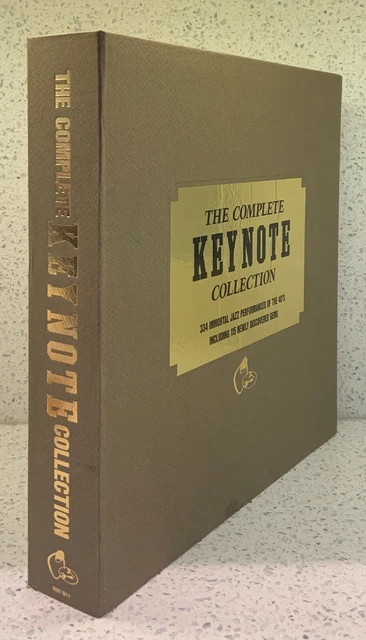 THE COMPLETE KEYNOTE COLLECTION
THE COMPLETE
KEYNOTE
COLLECTION
334 IMMORTAL JAZZ PERFORMANCES OF THE 40'S
INCLUDING 115 NEWLY DISCOVERED GEMS